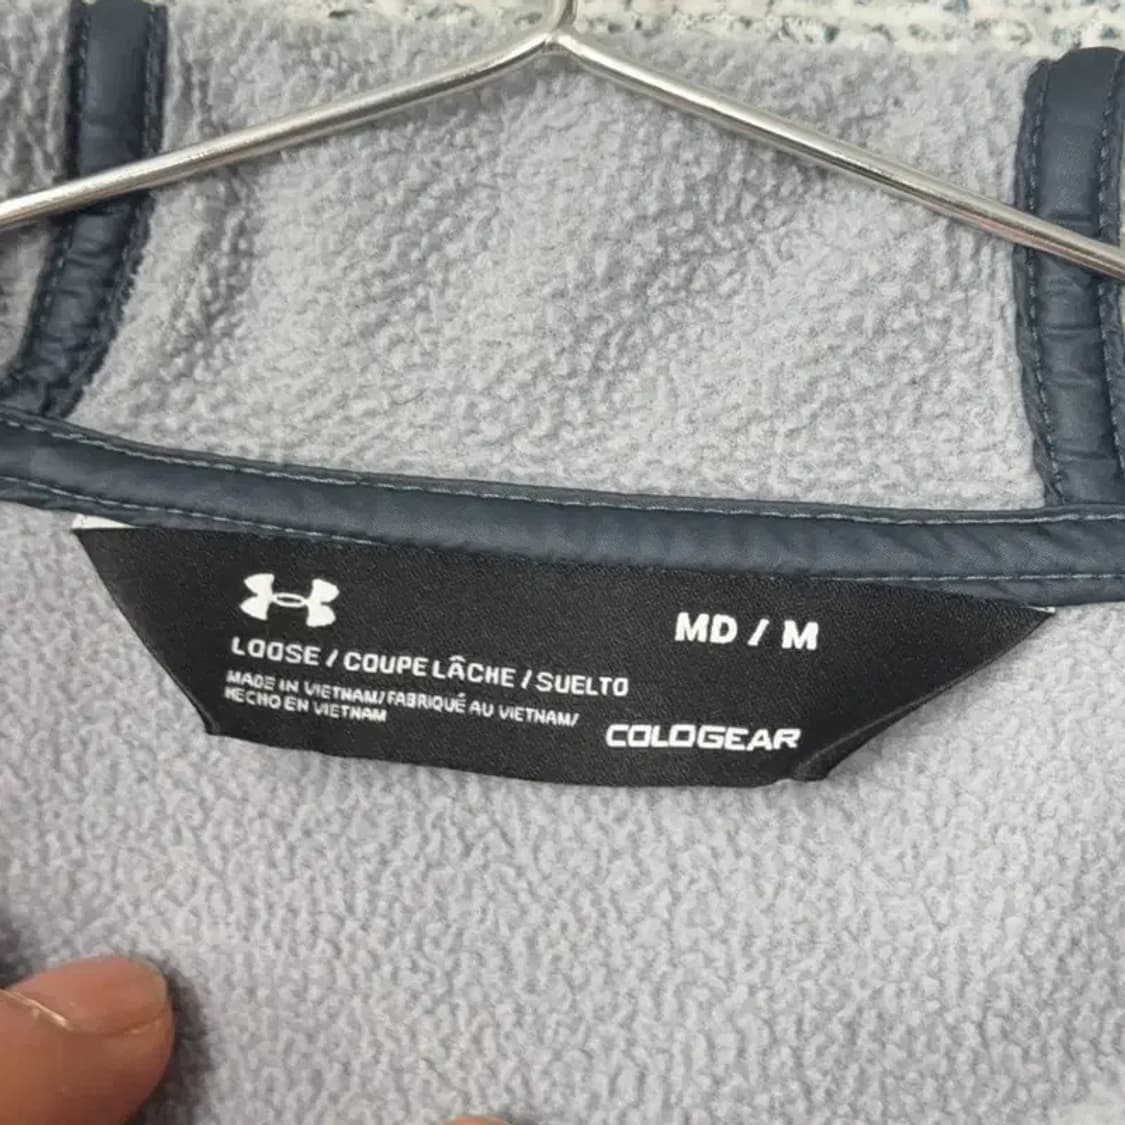 MD / M
LOOSE / COUPE LÂCHE / SUELTO
MADE IN VIETNAM/FABRIQUÉ AU VIETNAM/
HECHO EN VIETNAM
COLDGEAR